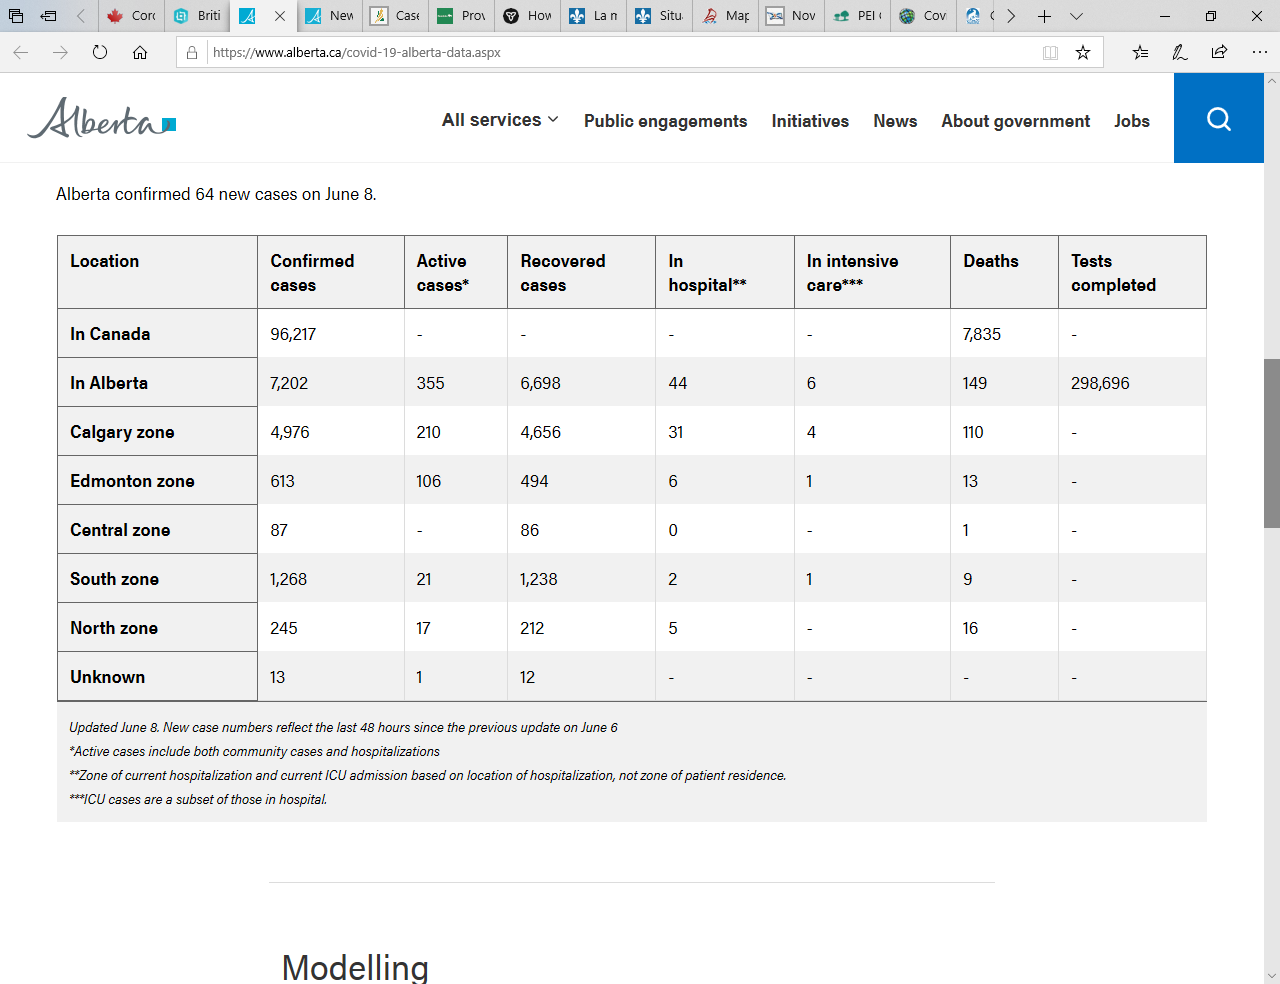 Corc
Briti
New
Case
Prov
How
La n
Situ
Map
Nov
PEI
Cov
https://www.alberta.ca/covid-19-alberta-data.aspx
Alberta
All services Public engagements Initiatives News About government Jobs
Alberta confirmed 64 new cases on June 8.
Location Confirmed cases Active cases* Recovered cases In hospital** In intensive care*** Deaths Tests completed
In Canada 96,217 - - - - 7,835 -
In Alberta 7,202 355 6,698 44 6 149 298,696
Calgary zone 4,976 210 4,656 31 4 110 -
Edmonton zone 613 106 494 6 1 13 -
Central zone 87 - 86 0 - 1 -
South zone 1,268 21 1,238 2 1 9 -
North zone 245 17 212 5 - 16 -
Unknown 13 1 12 - - - -
Updated June 8. New case numbers reflect the last 48 hours since the previous update on June 6
*Active cases include both community cases and hospitalizations
**Zone of current hospitalization and current ICU admission based on location of hospitalization, not zone of patient residence.
***ICU cases are a subset of those in hospital.
Modelling